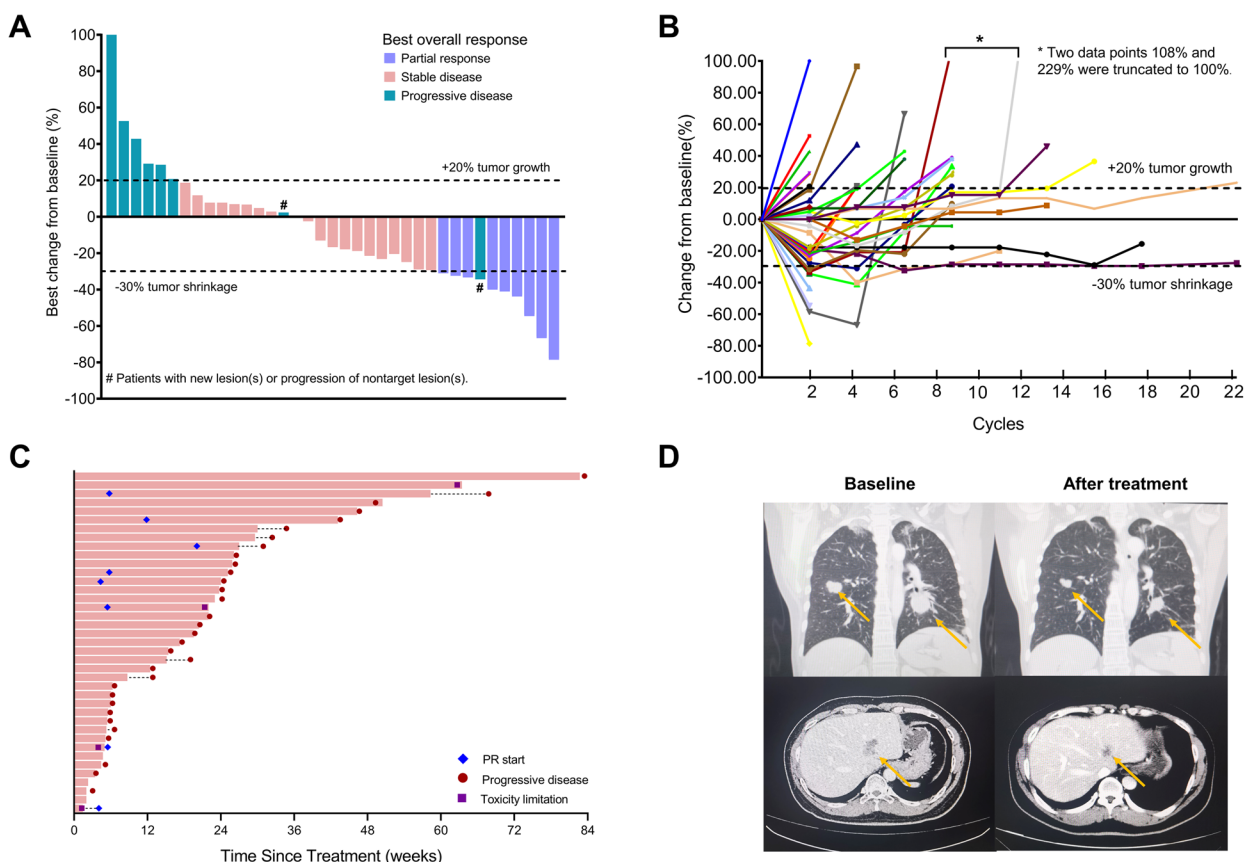 A
Best overall response
Partial response
Stable disease
Progressive disease
Best change from baseline (%)
100
80
60
40
20
0
-20
-40
-60
-80
-100
+20% tumor growth
#
-30% tumor shrinkage
#
# Patients with new lesion(s) or progression of nontarget lesion(s).
B
*
* Two data points 108% and
229% were truncated to 100%.
Change from baseline(%)
100.00
80.00
60.00
40.00
20.00
0.00
-20.00
-40.00
-60.00
-80.00
-100.00
+20% tumor growth
-30% tumor shrinkage
2 4 6 8 10 12 14 16 18 20 22
Cycles
C
PR start
Progressive disease
Toxicity limitation
0 12 24 36 48 60 72 84
Time Since Treatment (weeks)
D
Baseline
After treatment